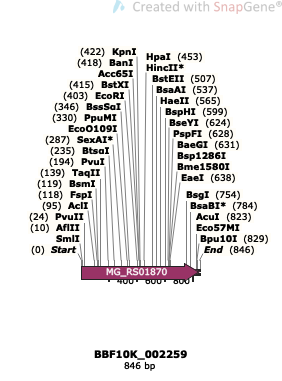 Created with SnapGene®
(422) KpnI
(418) BanI
Acc65I
(415) BstXI
(403) EcoRI
(346) BssSαI
(330) PpuMI
EcoO109I
(287) SexAI*
(235) BtsαI
(194) PvuI
(139) TaqII
(119) BsmI
(118) FspI
(95) AclI
(24) PvuII
(10) AflII
SmlI
(0) Start
HpaI (453)
HincII*
BstEII (507)
BsaAI (537)
HaeII (565)
BspHI (599)
BseYI (624)
PspFI (628)
BaeGI (631)
Bsp1286I
Bme1580I
EaeI (638)
BsgI (754)
BsaBI* (784)
AcuI (823)
Eco57MI
Bpu10I (829)
End (846)
MG_RS01870
400
600
800
BBF10K_002259
846 bp